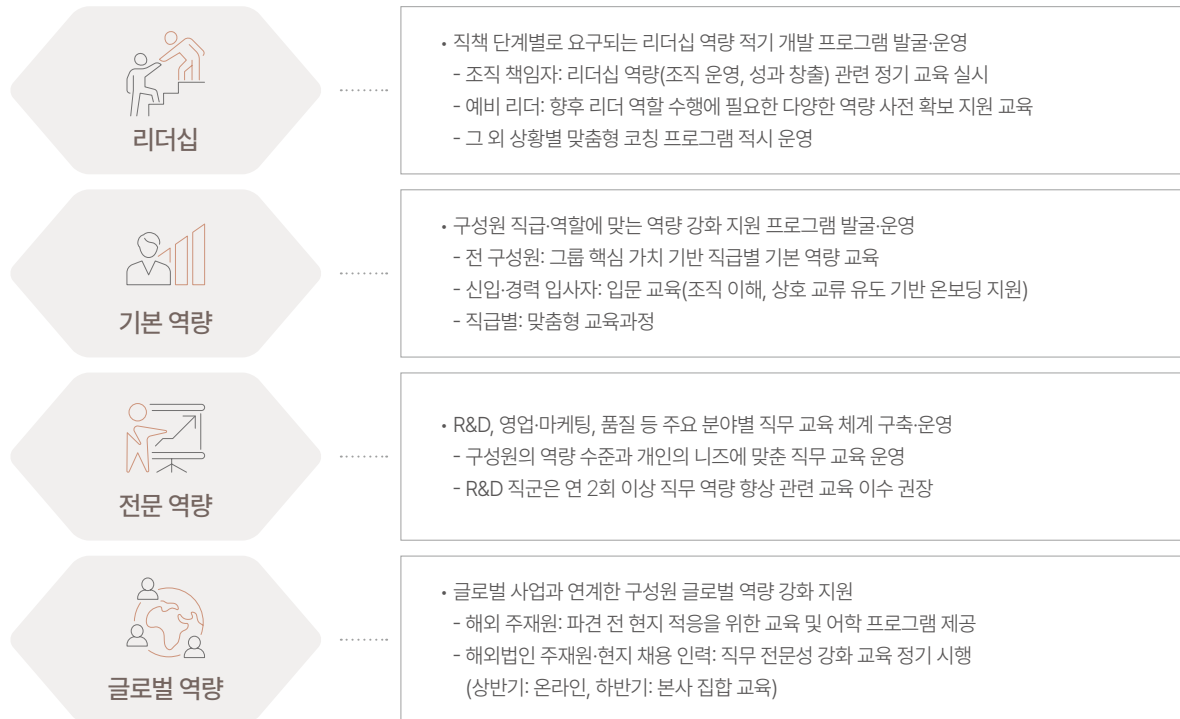 리더십
• 직책 단계별로 요구되는 리더십 역량 적기 개발 프로그램 발굴·운영
- 조직 책임자: 리더십 역량(조직 운영, 성과 창출) 관련 정기 교육 실시
- 예비 리더: 향후 리더 역할 수행에 필요한 다양한 역량 사전 확보 지원 교육
- 그 외 상황별 맞춤형 코칭 프로그램 적시 운영
기본 역량
• 구성원 직급·역할에 맞는 역량 강화 지원 프로그램 발굴·운영
- 전 구성원: 그룹 핵심 가치 기반 직급별 기본 역량 교육
- 신입·경력 입사자: 입문 교육(조직 이해, 상호 교류 유도 기반 온보딩 지원)
- 직급별: 맞춤형 교육과정
전문 역량
• R&D, 영업·마케팅, 품질 등 주요 분야별 직무 교육 체계 구축·운영
- 구성원의 역량 수준과 개인의 니즈에 맞춘 직무 교육 운영
- R&D 직군은 연 2회 이상 직무 역량 향상 관련 교육 이수 권장
글로벌 역량
• 글로벌 사업과 연계한 구성원 글로벌 역량 강화 지원
- 해외 주재원: 파견 전 현지 적응을 위한 교육 및 어학 프로그램 제공
- 해외법인 주재원·현지 채용 인력: 직무 전문성 강화 교육 정기 시행
(상반기: 온라인, 하반기: 본사 집합 교육)